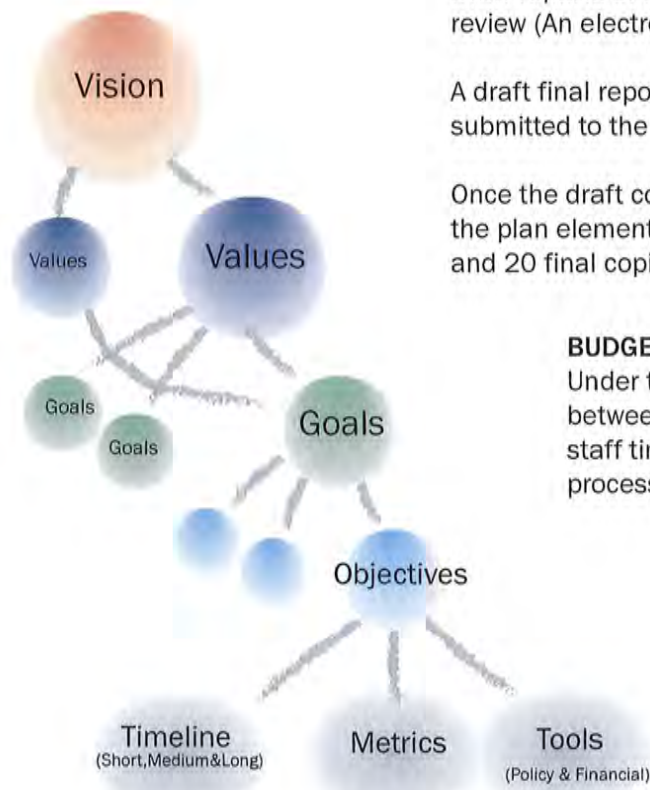 Vision
Values
Values
Goals
Goals
Goals
Objectives
Timeline
(Short,Medium&Long)
Metrics
Tools
(Policy & Financial)
review (An electro
A draft final repo
submitted to the
Once the draft co
the plan element
and 20 final copi
BUDGE
Under t
betwee
staff tin
process